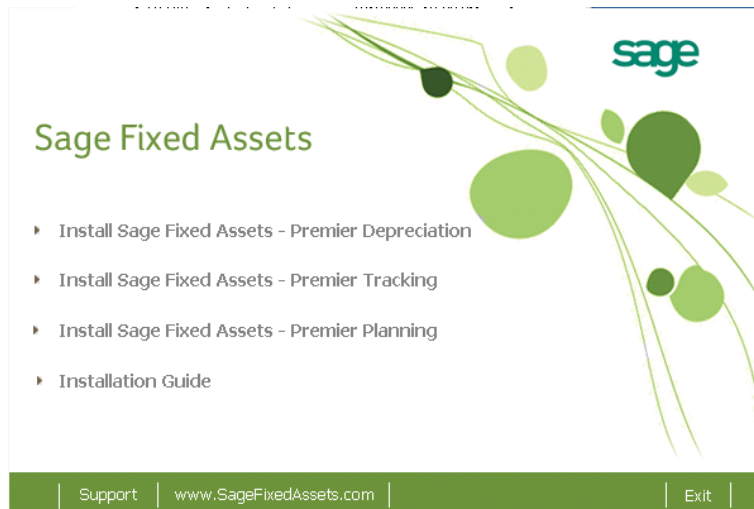 sage
Sage Fixed Assets
Install Sage Fixed Assets - Premier Depreciation
Install Sage Fixed Assets - Premier Tracking
Install Sage Fixed Assets - Premier Planning
Installation Guide
Support
www.SageFixedAssets.com
Exit